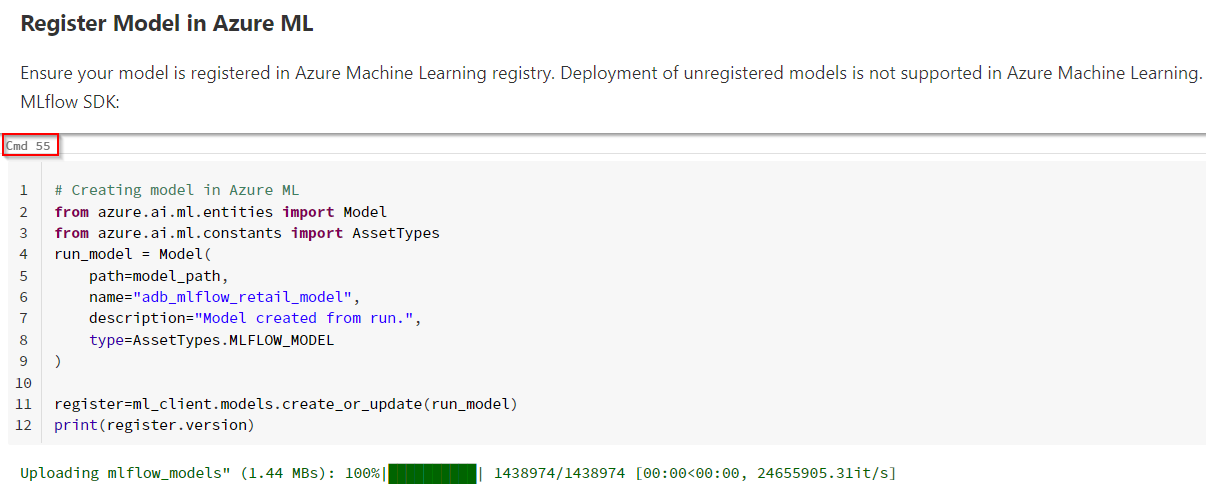 Register Model in Azure ML
Ensure your model is registered in Azure Machine Learning registry. Deployment of unregistered models is not supported in Azure Machine Learning.
MLflow SDK:
Cmd 55
1 # Creating model in Azure ML
2 from azure.ai.ml.entities import Model
3 from azure.ai.ml.constants import AssetTypes
4 run_model = Model(
5     path=model_path,
6     name="adb_mlflow_retail_model",
7     description="Model created from run.",
8     type=AssetTypes.MLFLOW_MODEL
9 )
10
11 register=ml_client.models.create_or_update(run_model)
12 print(register.version)
Uploading mlflow_models" (1.44 MBs): 100%|██████████| 1438974/1438974 [00:00<00:00, 24655905.31it/s]